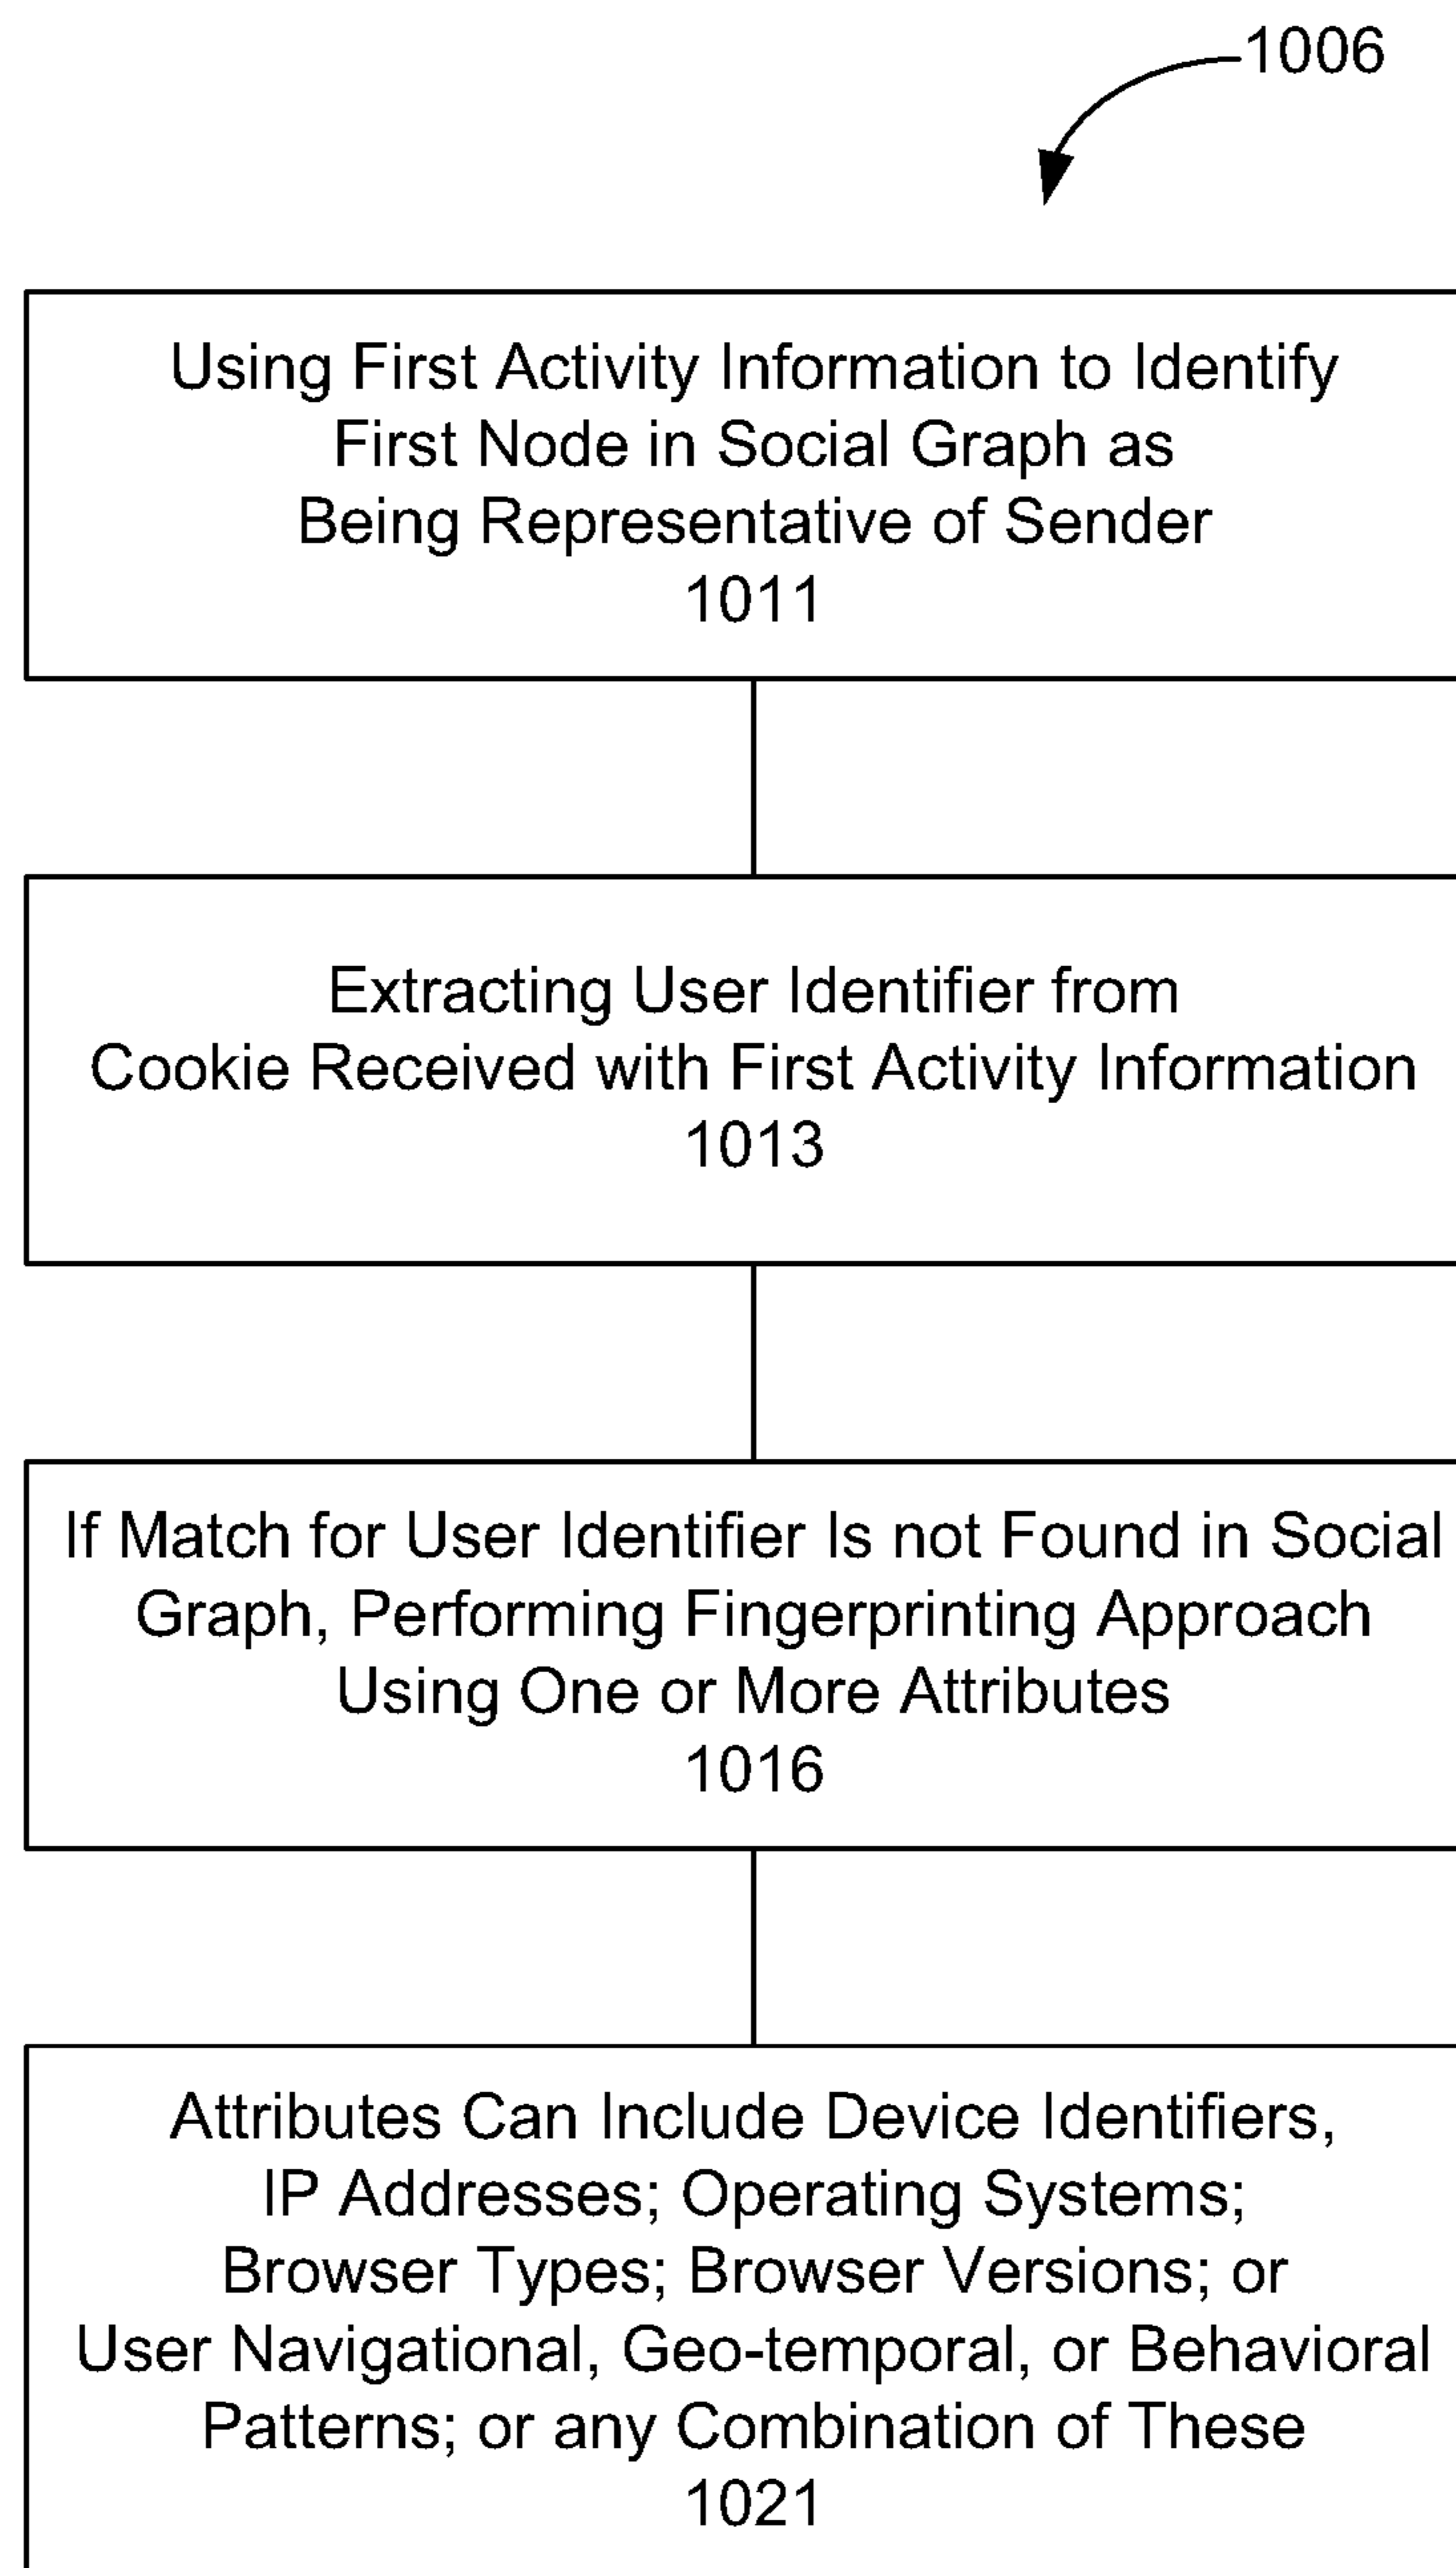 1006
Using First Activity Information to Identify
First Node in Social Graph as
Being Representative of Sender
1011
Extracting User Identifier from
Cookie Received with First Activity Information
1013
If Match for User Identifier Is not Found in Social
Graph, Performing Fingerprinting Approach
Using One or More Attributes
1016
Attributes Can Include Device Identifiers,
IP Addresses; Operating Systems;
Browser Types; Browser Versions; or
User Navigational, Geo-temporal, or Behavioral
Patterns; or any Combination of These
1021